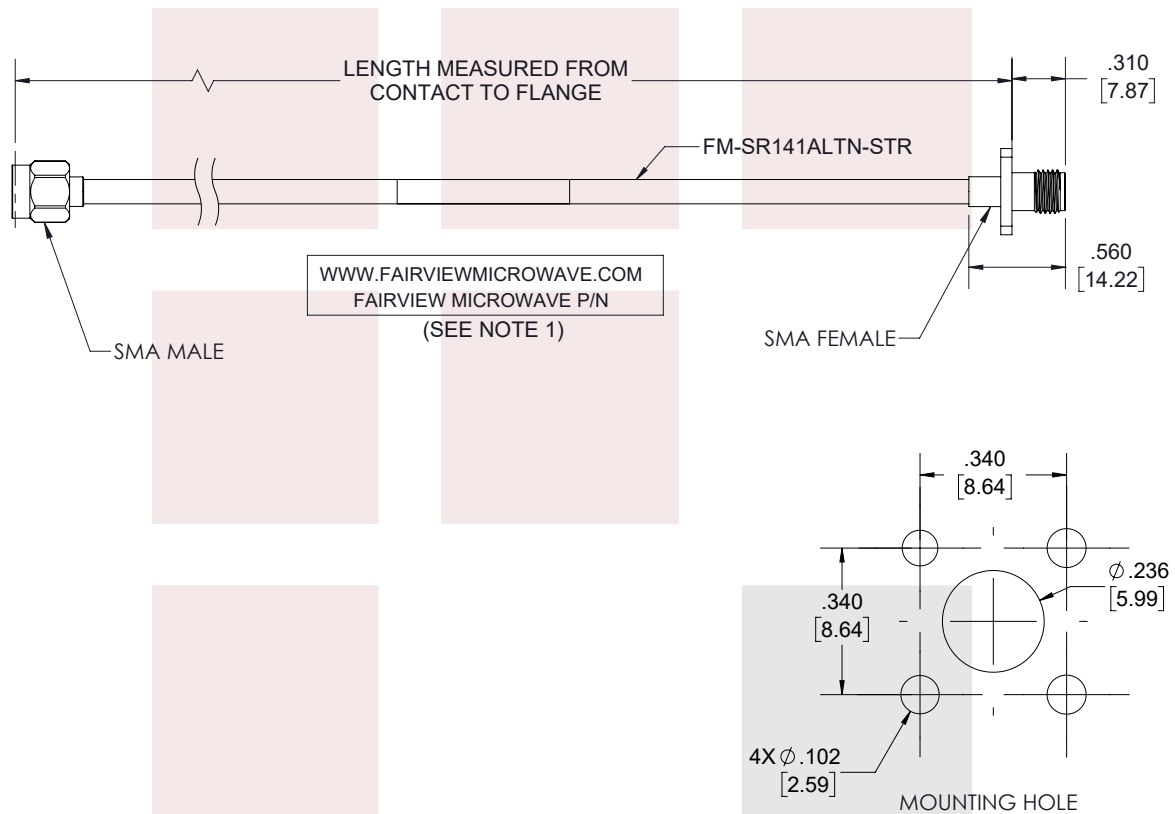 LENGTH MEASURED FROM
CONTACT TO FLANGE
.310
[7.87]
FM-SR141ALTN-STR
WWW.FAIRVIEWMICROWAVE.COM
FAIRVIEW MICROWAVE P/N
(SEE NOTE 1)
.560
[14.22]
SMA MALE
SMA FEMALE
.340
[8.64]
.340
[8.64]
⌀.236
[5.99]
4X ⌀.102
[2.59]
MOUNTING HOLE